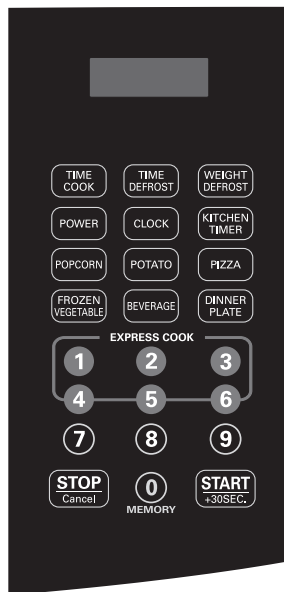 TIME
COOK
TIME
DEFROST
WEIGHT
DEFROST
POWER
CLOCK
KITCHEN
TIMER
POPCORN
POTATO
PIZZA
FROZEN
VEGETABLE
BEVERAGE
DINNER
PLATE
EXPRESS COOK
1 2 3
4 5 6
7 8 9
STOP
Cancel
0
MEMORY
START
+30SEC.